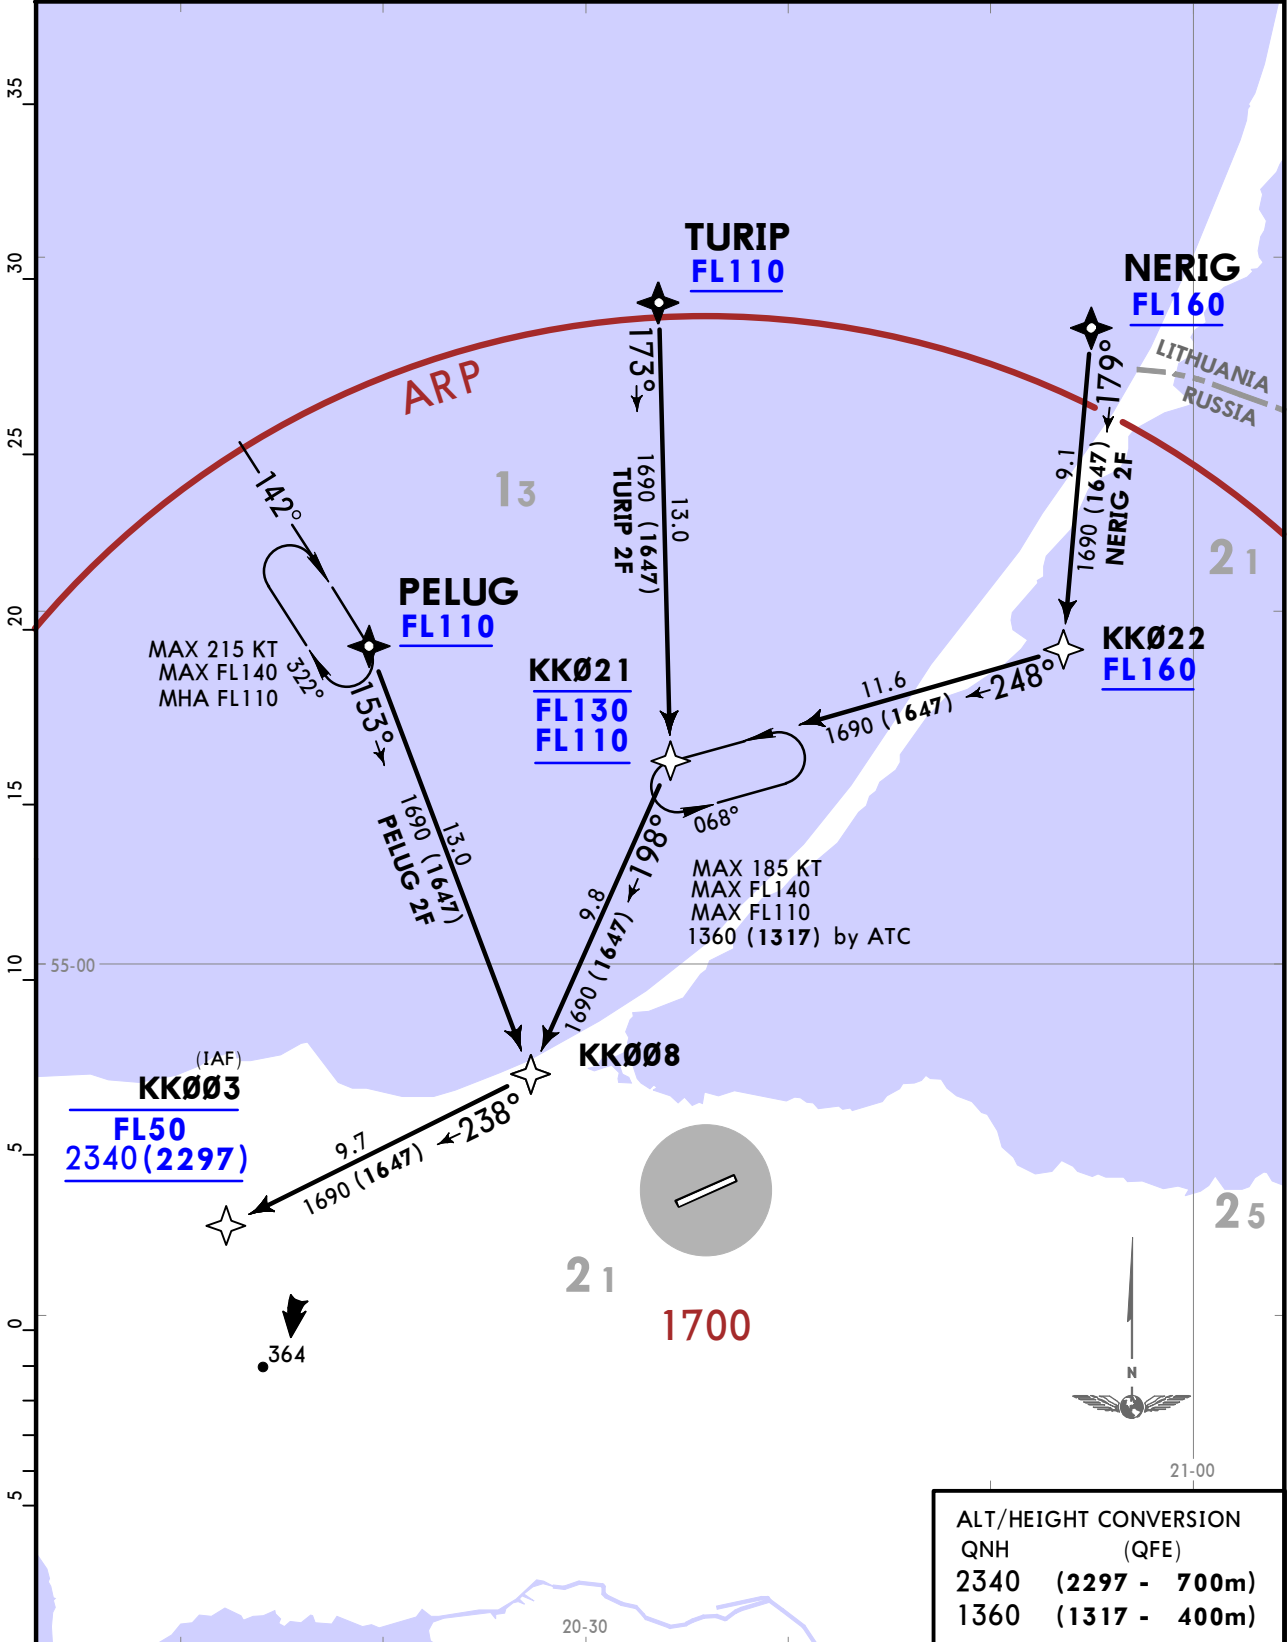 35
30
25
20
15
10
5
0
5
TURIP
FL110
NERIG
FL160
LITHUANIA
RUSSIA
ARP
173°
179°
142°
13
1690 (1647)
TURIP 2F
13.0
9.1
1690 (1647)
NERIG 2F
21
PELUG
FL110
MAX 215 KT
MAX FL140
MHA FL110
322°
153°
KKØ21
FL130
FL110
KKØ22
FL160
11.6
248°
1690 (1647)
068°
1690 (1647)
PELUG 2F
13.0
198°
9.8
1690 (1647)
MAX 185 KT
MAX FL140
MAX FL110
1360 (1317) by ATC
55-00
KKØØ8
(IAF)
KKØØ3
FL50
2340(2297)
238°
9.7
1690 (1647)
25
21
1700
364
N
21-00
20-30
ALT/HEIGHT CONVERSION
QNH (QFE)
2340 (2297 - 700m)
1360 (1317 - 400m)